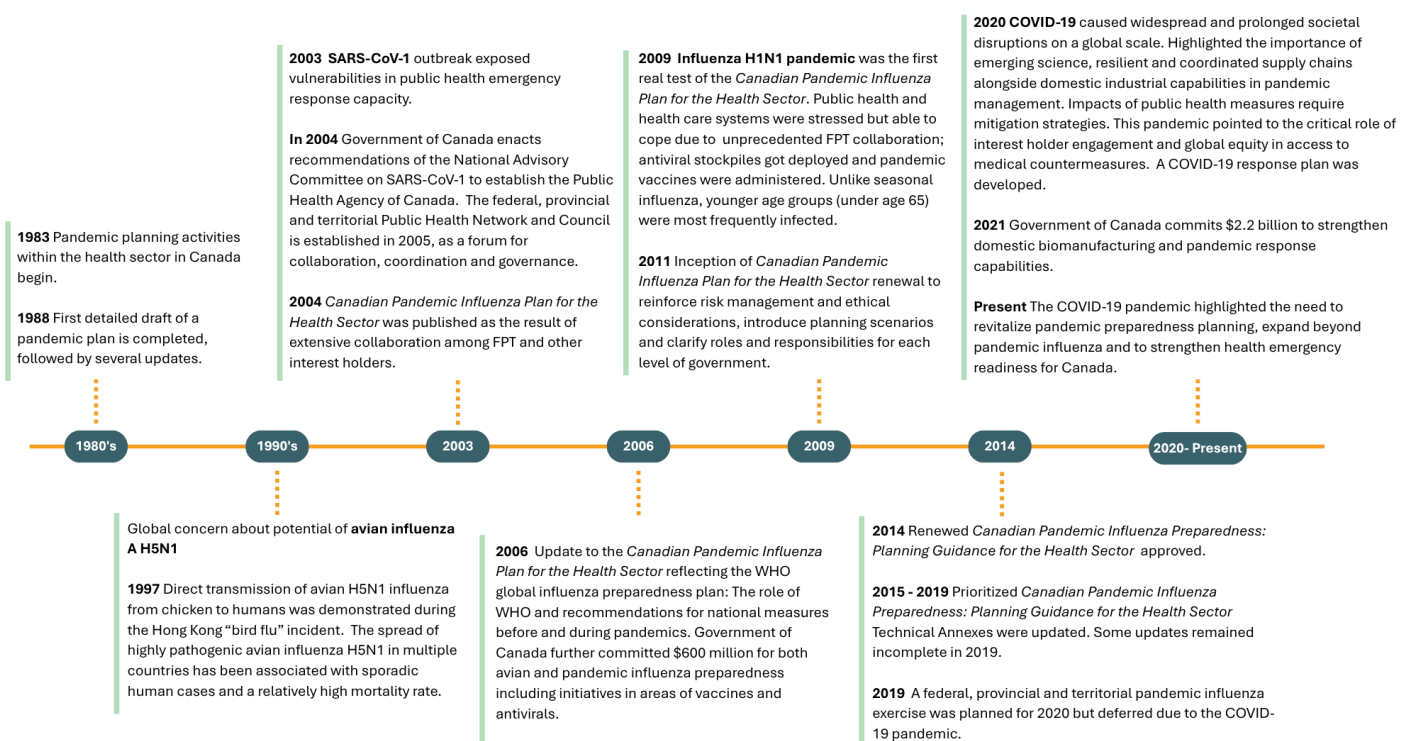 1983 Pandemic planning activities
within the health sector in Canada
begin.
1988 First detailed draft of a
pandemic plan is completed,
followed by several updates.
2003 SARS-CoV-1 outbreak exposed
vulnerabilities in public health emergency
response capacity.
In 2004 Government of Canada enacts
recommendations of the National Advisory
Committee on SARS-CoV-1 to establish the Public
Health Agency of Canada. The federal, provincial
and territorial Public Health Network and Council
is established in 2005, as a forum for
collaboration, coordination and governance.
2004 Canadian Pandemic Influenza Plan for the
Health Sector was published as the result of
extensive collaboration among FPT and other
interest holders.
2009 Influenza H1N1 pandemic was the first
real test of the Canadian Pandemic Influenza
Plan for the Health Sector. Public health and
health care systems were stressed but able to
cope due to unprecedented FPT collaboration;
antiviral stockpiles got deployed and pandemic
vaccines were administered. Unlike seasonal
influenza, younger age groups (under age 65)
were most frequently infected.
2011 Inception of Canadian Pandemic
Influenza Plan for the Health Sector renewal to
reinforce risk management and ethical
considerations, introduce planning scenarios
and clarify roles and responsibilities for each
level of government.
2020 COVID-19 caused widespread and prolonged societal
disruptions on a global scale. Highlighted the importance of
emerging science, resilient and coordinated supply chains
alongside domestic industrial capabilities in pandemic
management. Impacts of public health measures require
mitigation strategies. This pandemic pointed to the critical role of
interest holder engagement and global equity in access to
medical countermeasures. A COVID-19 response plan was
developed.
2021 Government of Canada commits $2.2 billion to strengthen
domestic biomanufacturing and pandemic response
capabilities.
Present The COVID-19 pandemic highlighted the need to
revitalize pandemic preparedness planning, expand beyond
pandemic influenza and to strengthen health emergency
readiness for Canada.
1980's
1990's
2003
2006
2009
2014
2020- Present
Global concern about potential of avian influenza
A H5N1
1997 Direct transmission of avian H5N1 influenza
from chicken to humans was demonstrated during
the Hong Kong “bird flu” incident. The spread of
highly pathogenic avian influenza H5N1 in multiple
countries has been associated with sporadic
human cases and a relatively high mortality rate.
2006 Update to the Canadian Pandemic Influenza
Plan for the Health Sector reflecting the WHO
global influenza preparedness plan: The role of
WHO and recommendations for national measures
before and during pandemics. Government of
Canada further committed $600 million for both
avian and pandemic influenza preparedness
including initiatives in areas of vaccines and
antivirals.
2014 Renewed Canadian Pandemic Influenza Preparedness:
Planning Guidance for the Health Sector approved.
2015 - 2019 Prioritized Canadian Pandemic Influenza
Preparedness: Planning Guidance for the Health Sector
Technical Annexes were updated. Some updates remained
incomplete in 2019.
2019 A federal, provincial and territorial pandemic influenza
exercise was planned for 2020 but deferred due to the COVID-
19 pandemic.